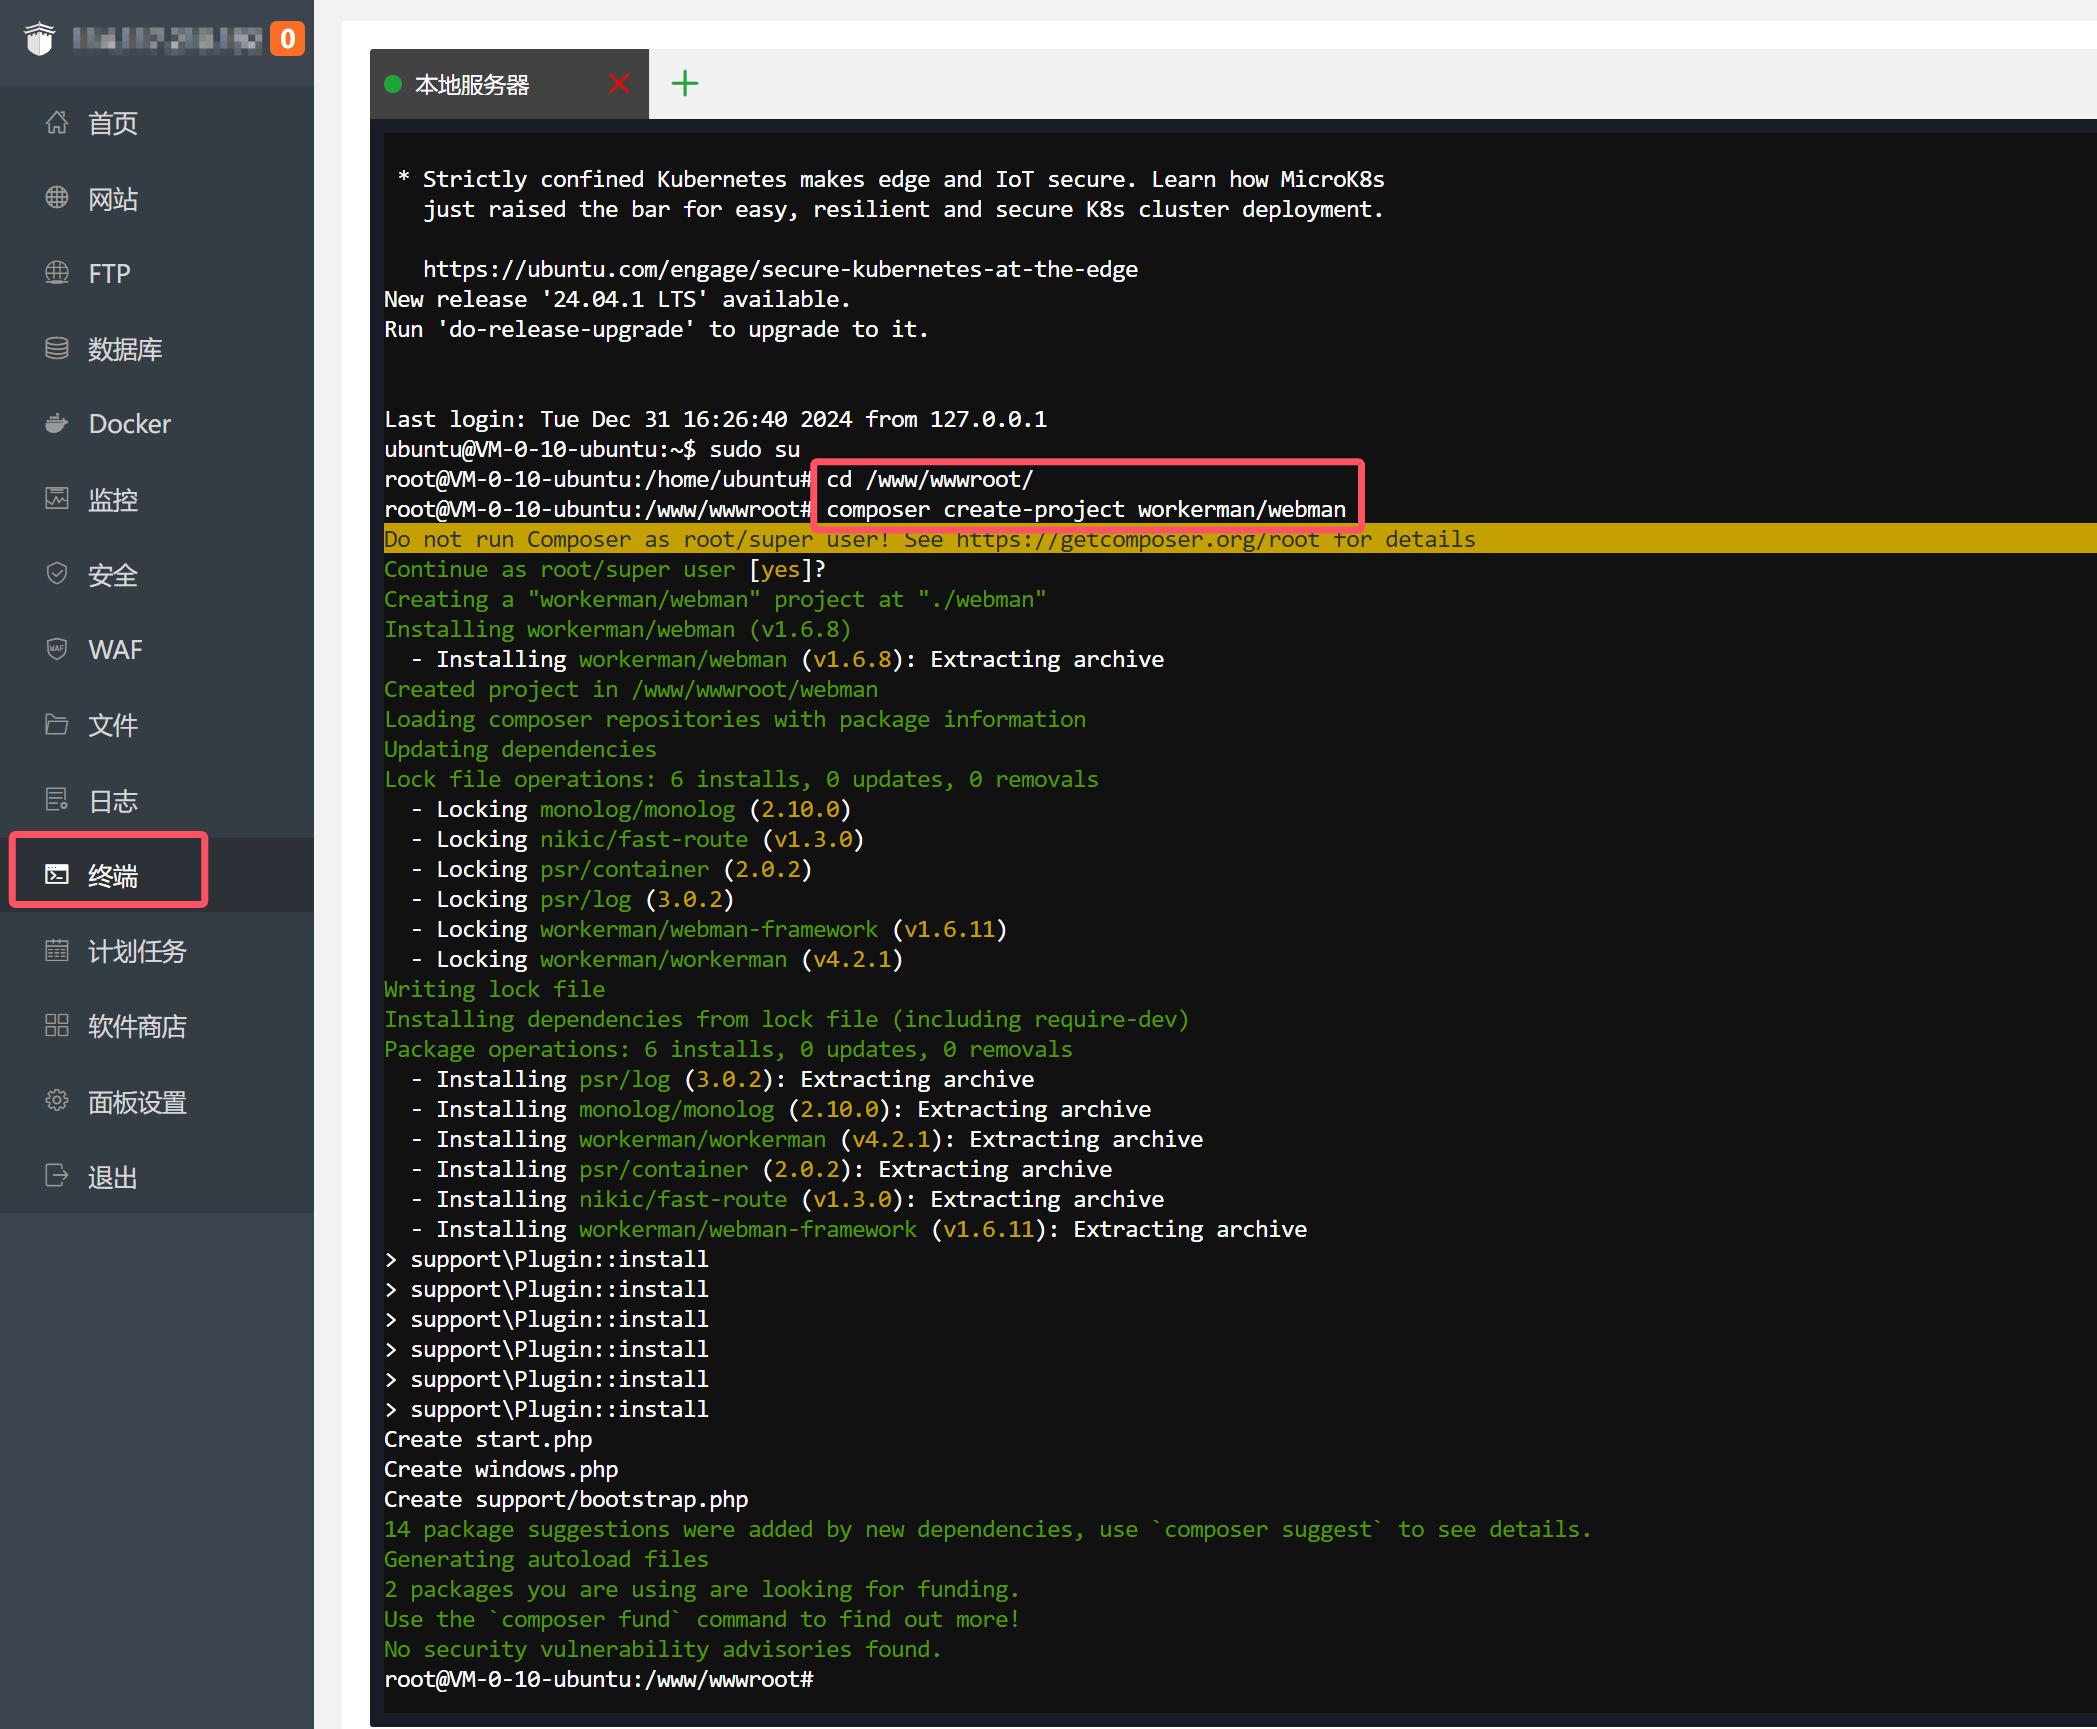 0
首页
网站
FTP
数据库
Docker
监控
安全
WAF
文件
日志
终端
计划任务
软件商店
面板设置
退出
本地服务器
* Strictly confined Kubernetes makes edge and IoT secure. Learn how MicroK8s
just raised the bar for easy, resilient and secure K8s cluster deployment.
https://ubuntu.com/engage/secure-kubernetes-at-the-edge
New release '24.04.1 LTS' available.
Run 'do-release-upgrade' to upgrade to it.
Last login: Tue Dec 31 16:26:40 2024 from 127.0.0.1
ubuntu@VM-0-10-ubuntu:~$ sudo su
root@VM-0-10-ubuntu:/home/ubuntu# cd /www/wwwroot/
root@VM-0-10-ubuntu:/www/wwwroot# composer create-project workerman/webman
Do not run Composer as root/super user! See https://getcomposer.org/root for details
Continue as root/super user [yes]?
Creating a "workerman/webman" project at "./webman"
Installing workerman/webman (v1.6.8)
- Installing workerman/webman (v1.6.8): Extracting archive
Created project in /www/wwwroot/webman
Loading composer repositories with package information
Updating dependencies
Lock file operations: 6 installs, 0 updates, 0 removals
- Locking monolog/monolog (2.10.0)
- Locking nikic/fast-route (v1.3.0)
- Locking psr/container (2.0.2)
- Locking psr/log (3.0.2)
- Locking workerman/webman-framework (v1.6.11)
- Locking workerman/workerman (v4.2.1)
Writing lock file
Installing dependencies from lock file (including require-dev)
Package operations: 6 installs, 0 updates, 0 removals
- Installing psr/log (3.0.2): Extracting archive
- Installing monolog/monolog (2.10.0): Extracting archive
- Installing workerman/workerman (v4.2.1): Extracting archive
- Installing psr/container (2.0.2): Extracting archive
- Installing nikic/fast-route (v1.3.0): Extracting archive
- Installing workerman/webman-framework (v1.6.11): Extracting archive
> support\Plugin::install
> support\Plugin::install
> support\Plugin::install
> support\Plugin::install
> support\Plugin::install
> support\Plugin::install
Create start.php
Create windows.php
Create support/bootstrap.php
14 package suggestions were added by new dependencies, use `composer suggest` to see details.
Generating autoload files
2 packages you are using are looking for funding.
Use the `composer fund` command to find out more!
No security vulnerability advisories found.
root@VM-0-10-ubuntu:/www/wwwroot#